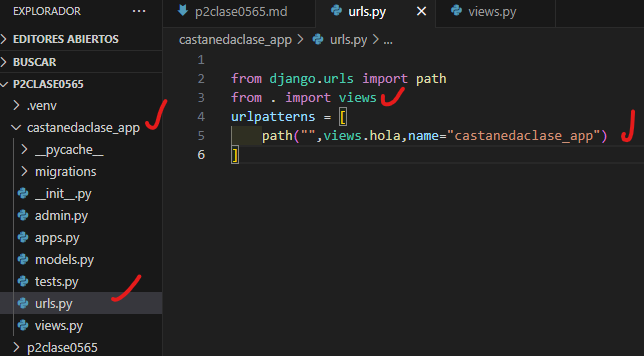 EXPLORADOR
p2clase0565.md
urls.py
views.py
EDITORES ABIERTOS
castanedaclase_app > urls.py > ...
BUSCAR
P2CLASE0565
.venv
castanedaclase_app
__pycache__
migrations
__init__.py
admin.py
apps.py
models.py
tests.py
urls.py
views.py
p2clase0565
1
2 from django.urls import path
3 from . import views
4 urlpatterns = [
5 path("",views.hola,name="castanedaclase_app")
6 ]